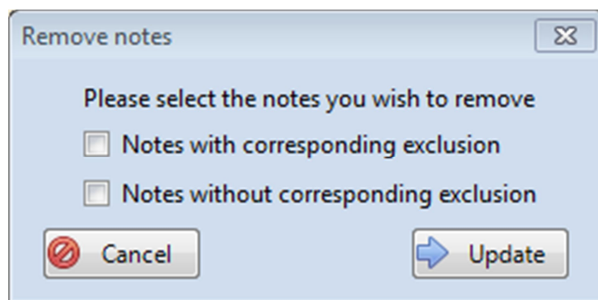 Remove notes
Please select the notes you wish to remove
Notes with corresponding exclusion
Notes without corresponding exclusion
Cancel Update